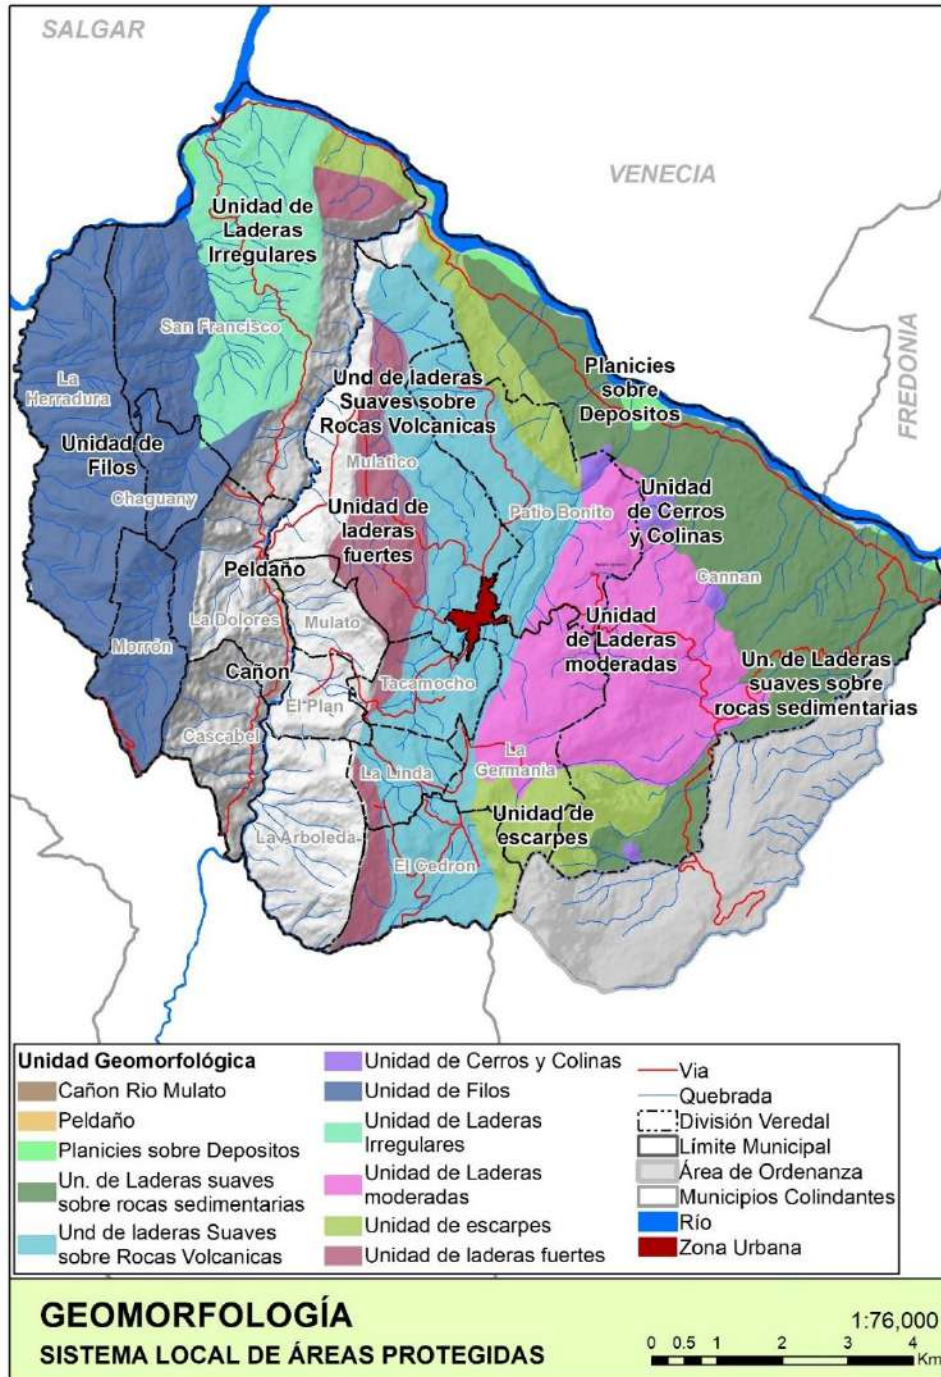 SALGAR
VENECIA
FREDONIA
Unidad de
Laderas
Irregulares
San Francisco
La
Herradura
Unidad de
Filos
Chaguany
Und de laderas
Suaves sobre
Rocas Volcanicas
Mulatico
Unidad de
laderas
fuertes
Planicies
sobre
Depositos
Patio Bonito
Unidad
de Cerros
y Colinas
Cannan
Peldaño
La Dolores
Mulato
Morrón
Cañon
Tacamocho
Unidad
de Laderas
moderadas
Un. de Laderas
suaves sobre
rocas sedimentarias
El Plan
Cascabel
La Linda
La
Germania
La Arboleda
El Cedron
Unidad de
escarpes
Unidad Geomorfológica
Cañon Rio Mulato
Peldaño
Planicies sobre Depositos
Un. de Laderas suaves
sobre rocas sedimentarias
Und de laderas Suaves
sobre Rocas Volcanicas
Unidad de Cerros y Colinas
Unidad de Filos
Unidad de Laderas
Irregulares
Unidad de Laderas
moderadas
Unidad de escarpes
Unidad de laderas fuertes
Via
Quebrada
División Veredal
Límite Municipal
Área de Ordenanza
Municipios Colindantes
Río
Zona Urbana
GEOMORFOLOGÍA
SISTEMA LOCAL DE ÁREAS PROTEGIDAS
1:76,000
0 0.5 1 2 3 4
Km